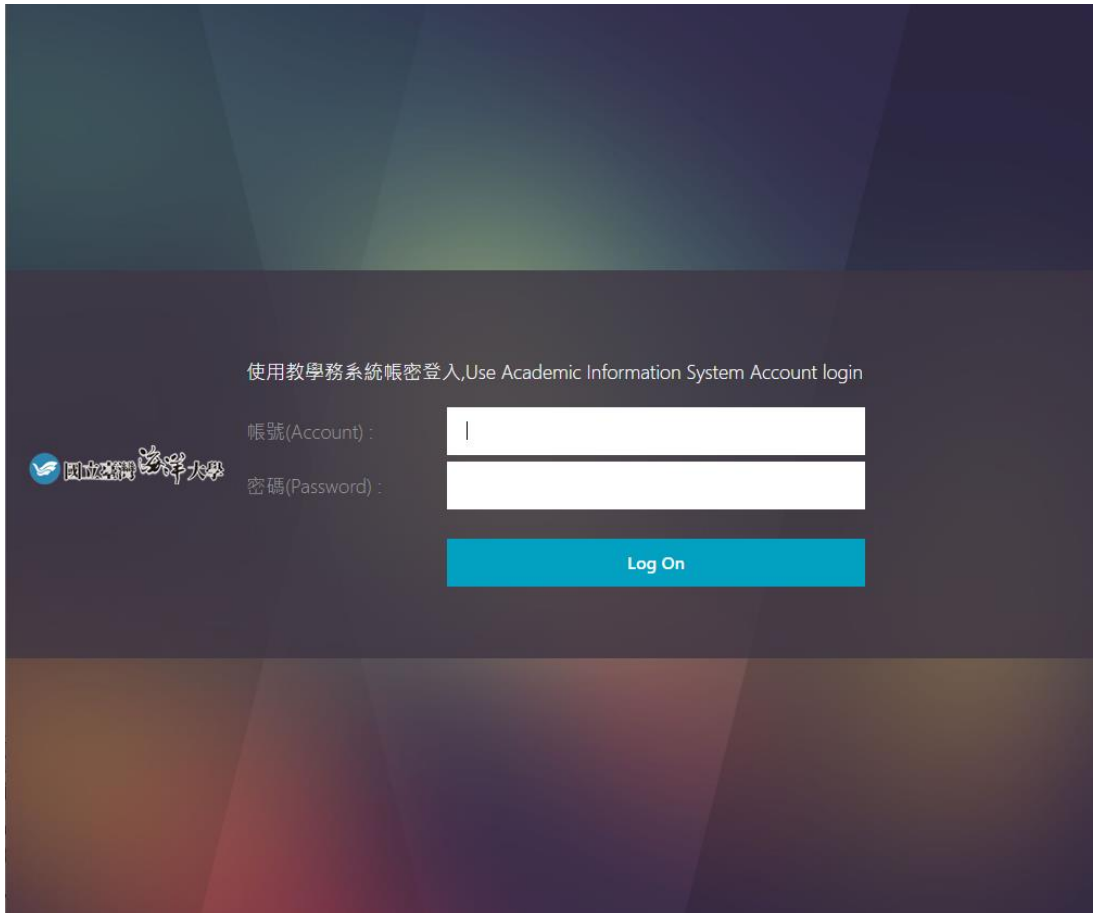 使用教學務系統帳密登入,Use Academic Information System Account login
帳號(Account) :
國立臺灣海洋大學
密碼(Password) :
Log On